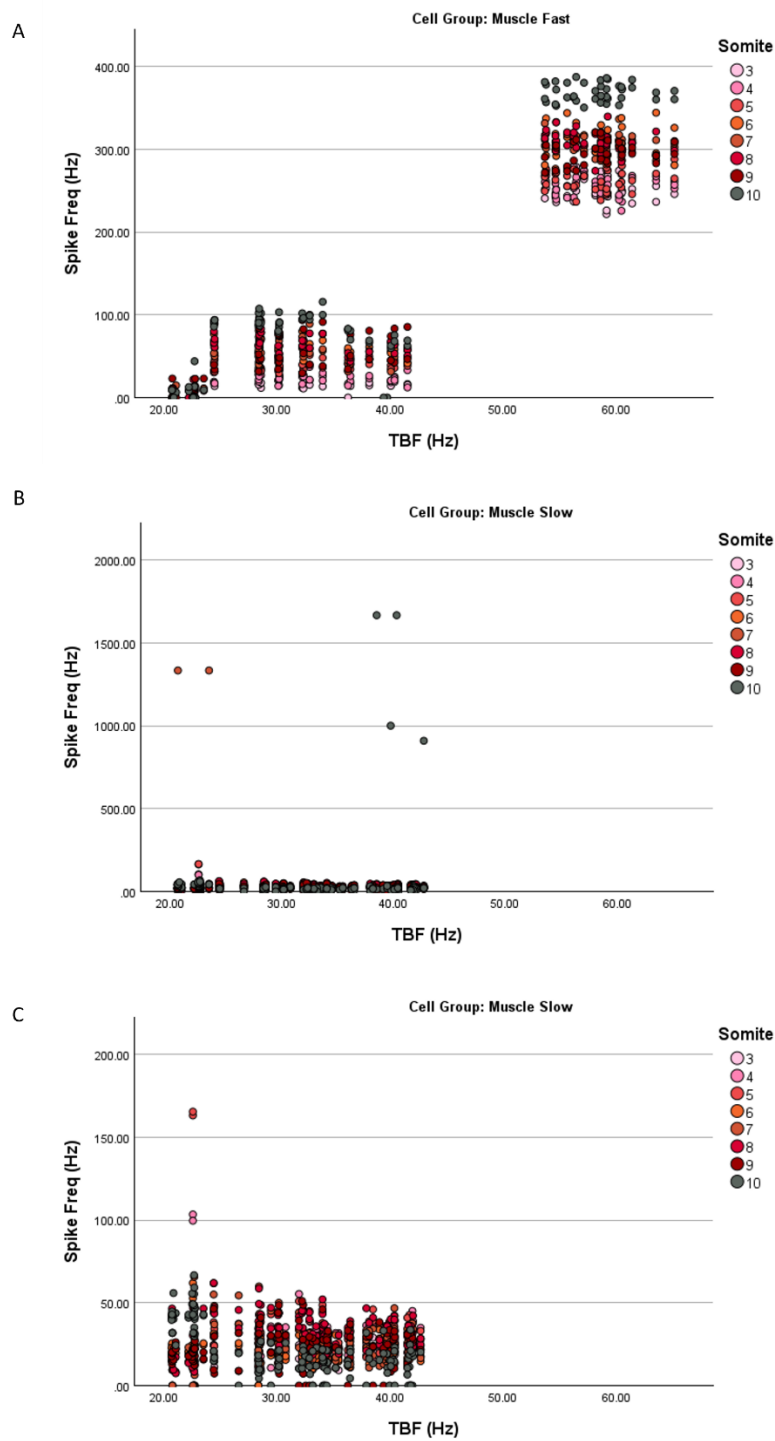 A
Cell Group: Muscle Fast
Somite
3
4
5
6
7
8
9
10
Spike Freq (Hz)
400.00
300.00
200.00
100.00
.00
20.00 30.00 40.00 50.00 60.00
TBF (Hz)
B
Cell Group: Muscle Slow
Somite
3
4
5
6
7
8
9
10
Spike Freq (Hz)
2000.00
1500.00
1000.00
500.00
.00
20.00 30.00 40.00 50.00 60.00
TBF (Hz)
C
Cell Group: Muscle Slow
Somite
3
4
5
6
7
8
9
10
Spike Freq (Hz)
200.00
150.00
100.00
50.00
.00
20.00 30.00 40.00 50.00 60.00
TBF (Hz)